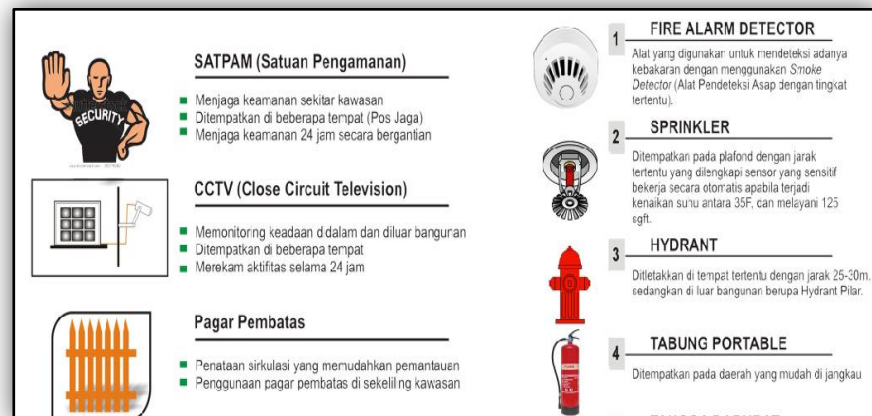 SECURITY
SATPAM (Satuan Pengamanan)
Menjaga keamanan sekitar kawasan
Ditempatkan di beberapa tempat (Pos Jaga)
Menjaga keamanan 24 jam secara bergantian
CCTV (Close Circuit Television)
Memonitoring keadaan didalam dan diluar bangunan
Ditempatkan di beberapa tempat
Merekam aktifitas selama 24 jam
Pagar Pembatas
Penataan sirkulasi yang memudahkan pemantauan
Penggunaan pagar pembatas di sekeliling kawasan
1 FIRE ALARM DETECTOR
Alat yang digunakan untuk mendeteksi adanya
kebakaran dengan menggunakan Smoke
Detector (Alat Pendeteksi Asap dengan tingkat
tertentu).
2 SPRINKLER
Ditempatkan pada plafond dengan jarak
tertentu yang dilengkapi sensor yang sensitif
bekerja secara otomatis apabila terjadi
kenaikan suhu antara 35F, can melayani 125
sgft.
3 HYDRANT
Ditletakkan di tempat tertentu dengan jarak 25-30m,
sedangkan di luar bangunan berupa Hydrant Pilar.
4 TABUNG PORTABLE
Ditempatkan pada daerah yang mudah di jangkau